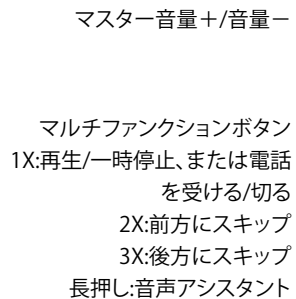 マスター音量＋/音量－
マルチファンクションボタン
1X:再生/一時停止、または電話
を受ける/切る
2X:前方にスキップ
3X:後方にスキップ
長押し:音声アシスタント